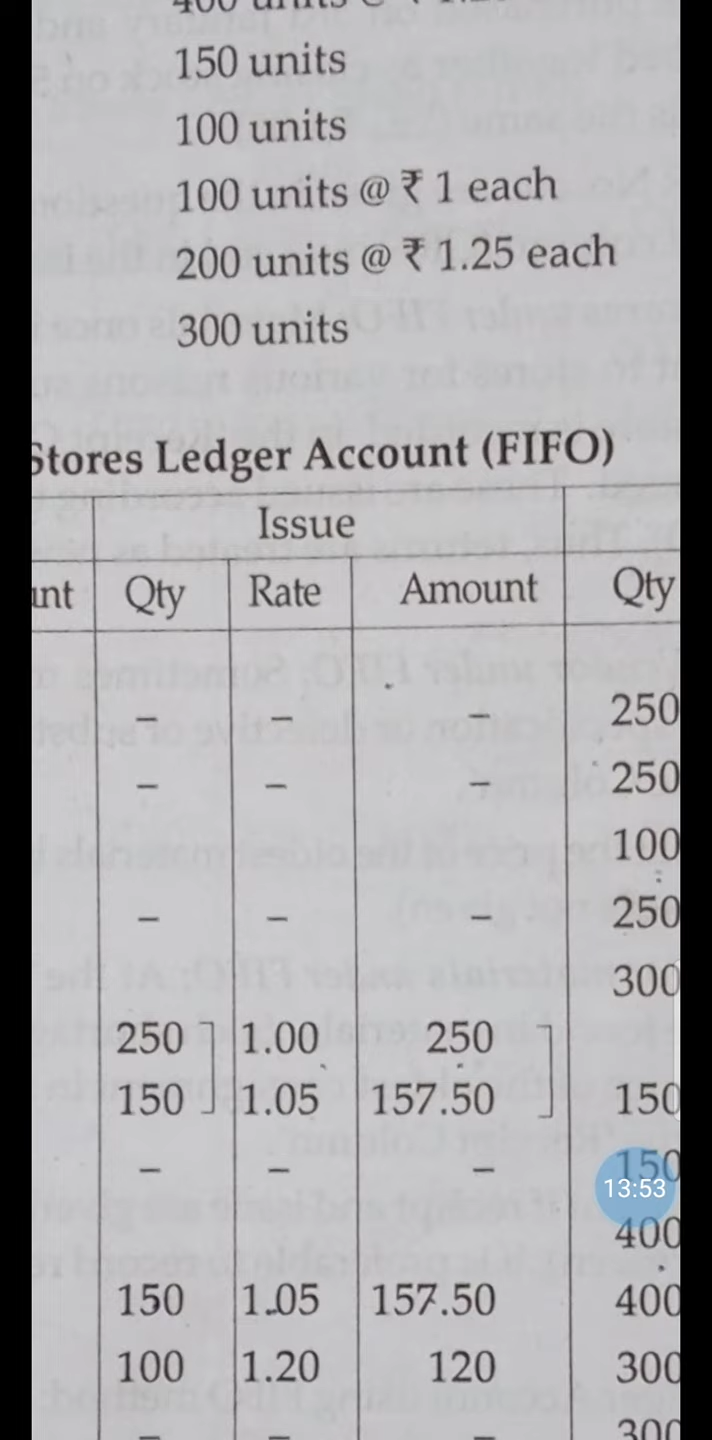 150 units
100 units
100 units @ ₹ 1 each
200 units @ ₹ 1.25 each
300 units
Stores Ledger Account (FIFO)
Issue
Qty Rate Amount Qty
– – – 250
– – – 250
100
– – – 250
300
250 1.00 250
150 1.05 157.50 150
– – – 150
13:53
400
150 1.05 157.50 400
100 1.20 120 300
– – – 300